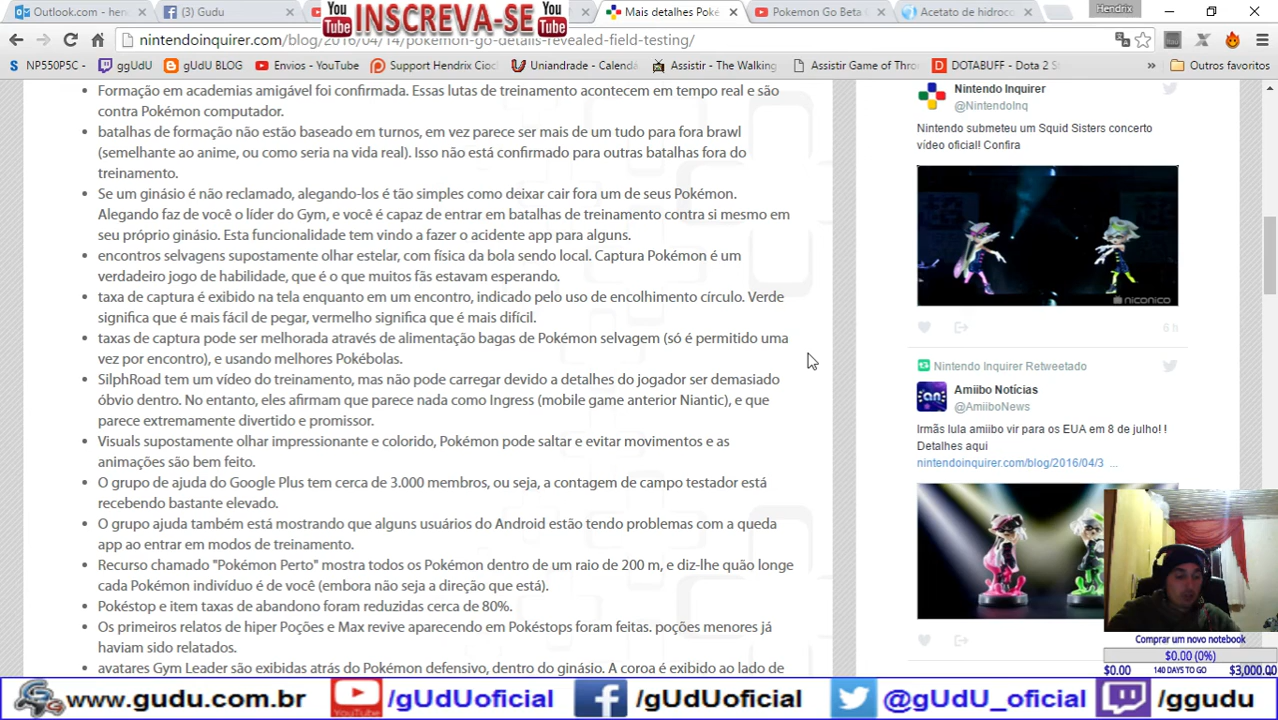 Outlook.com - hen
(3) Gudu
You Tube INSCREVA-SE You Tube
Mais detalhes Poke
Pokemon Go Beta
Acetato de hidroco
Hendrix
nintendoinquirer.com/blog/2016/04/14/pokemon-go-details-revealed-field-testing/
NP550P5C -
ggUdU
gUdU BLOG
Envios - YouTube
Support Hendrix Cioc
Uniandrade - Calenda
Assistir - The Walking
Assistir Game of Thro
DOTABUFF - Dota 2 S
Outros favoritos
Formação em academias amigável foi confirmada. Essas lutas de treinamento acontecem em tempo real e são
contra Pokémon computador.
batalhas de formação não estão baseado em turnos, em vez parece ser mais de um tudo para fora brawl
(semelhante ao anime, ou como seria na vida real). Isso não está confirmado para outras batalhas fora do
treinamento.
Se um ginásio é não reclamado, alegando-los é tão simples como deixar cair fora um de seus Pokémon.
Alegando faz de você o líder do Gym, e você é capaz de entrar em batalhas de treinamento contra si mesmo em
seu próprio ginásio. Esta funcionalidade tem vindo a fazer o acidente app para alguns.
encontros selvagens supostamente olhar estelar, com física da bola sendo local. Captura Pokémon é um
verdadeiro jogo de habilidade, que é o que muitos fãs estavam esperando.
taxa de captura é exibido na tela enquanto em um encontro, indicado pelo uso de encolhimento círculo. Verde
significa que é mais fácil de pegar, vermelho significa que é mais difícil.
taxas de captura pode ser melhorada através de alimentação bagas de Pokémon selvagem (só é permitido uma
vez por encontro), e usando melhores Pokébolas.
SilphRoad tem um vídeo do treinamento, mas não pode carregar devido a detalhes do jogador ser demasiado
óbvio dentro. No entanto, eles afirmam que parece nada como Ingress (mobile game anterior Niantic), e que
parece extremamente divertido e promissor.
Visuals supostamente olhar impressionante e colorido, Pokémon pode saltar e evitar movimentos e as
animações são bem feito.
O grupo de ajuda do Google Plus tem cerca de 3.000 membros, ou seja, a contagem de campo testador está
recebendo bastante elevado.
O grupo ajuda também está mostrando que alguns usuários do Android estão tendo problemas com a queda
app ao entrar em modos de treinamento.
Recurso chamado "Pokémon Perto" mostra todos os Pokémon dentro de um raio de 200 m, e diz-lhe quão longe
cada Pokémon indivíduo é de você (embora não seja a direção que está).
Pokéstop e item taxas de abandono foram reduzidas cerca de 80%.
Os primeiros relatos de hiper Poções e Max revive aparecendo em Pokéstops foram feitas. poções menores já
haviam sido relatados.
avatares Gym Leader são exibidas atrás do Pokémon defensivo, dentro do ginásio. A coroa é exibido ao lado de
Nintendo Inquirer
@NintendoInq
Nintendo submeteu um Squid Sisters concerto
vídeo oficial! Confira
niconico
6 h
Nintendo Inquirer Retweetado
Amiibo Notícias
@AmiiboNews
Irmãs lula amiibo vir para os EUA em 8 de julho! !
Detalhes aqui
nintendoinquirer.com/blog/2016/04/3 ...
Comprar um novo notebook
$0.00 (0%)
$0.00 140 DAYS TO GO $3,000.00
www.gudu.com.br YouTube /gUdUoficial /gUdUoficial @gUdU_oficial /ggudu